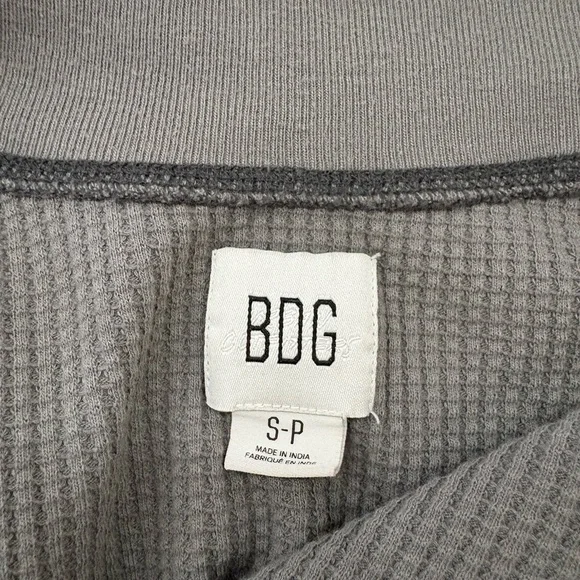 BDG
S-P
MADE IN INDIA
FABRIQUÉ EN INDE